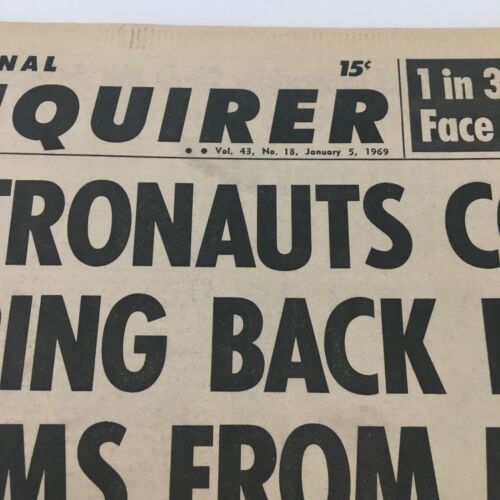 NAL
QUIRER
15¢
Vol. 43, No. 18, January 5, 1969
1 in 3
Face
TRONAUTS CO
RING BACK
MS FROM